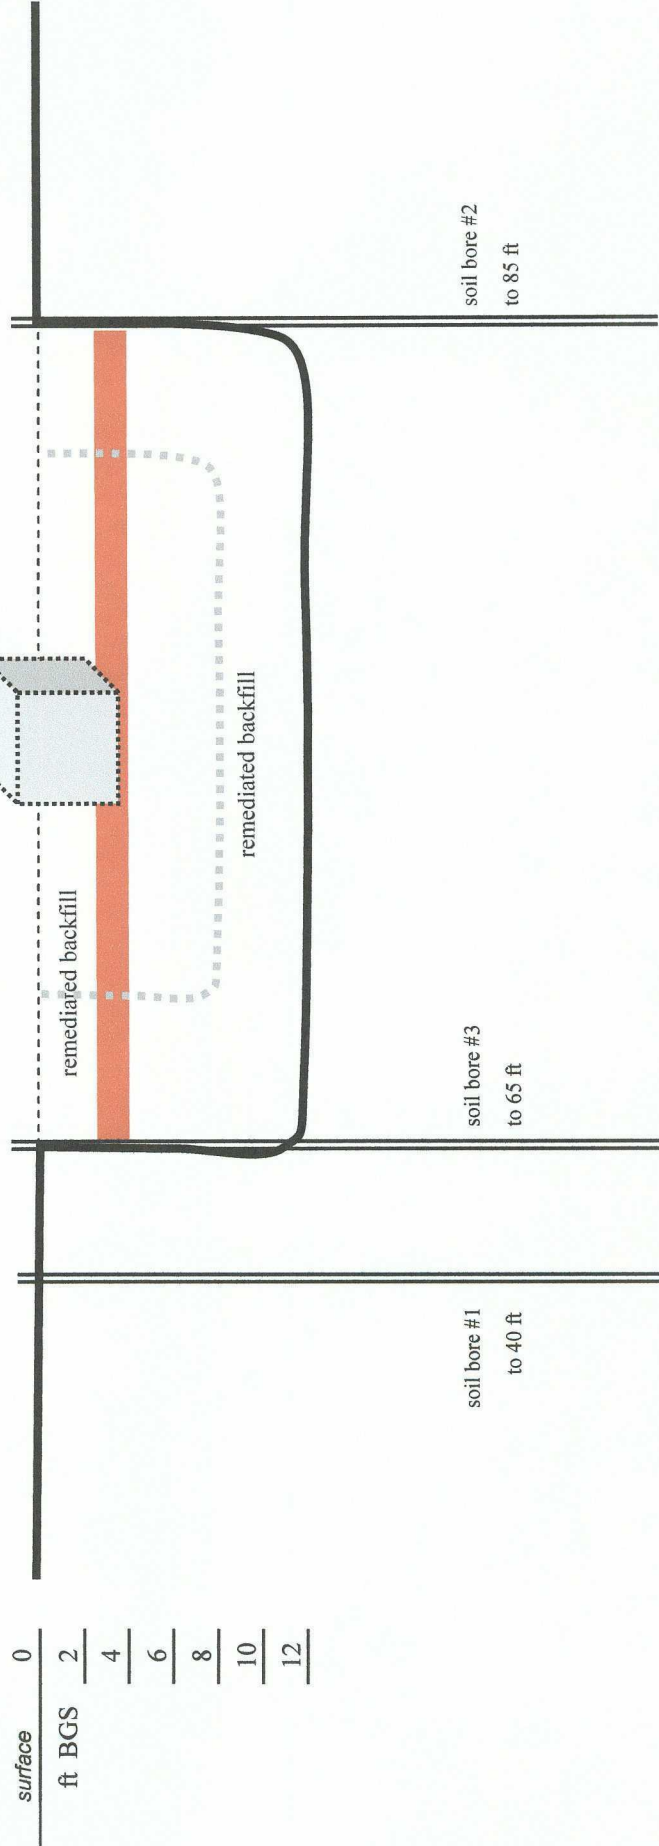 surface
0
ft BGS
2
4
6
8
10
12
remediared backfill
remediated backfill
soil bore #1
to 40 ft
soil bore #3
to 65 ft
soil bore #2
to 85 ft